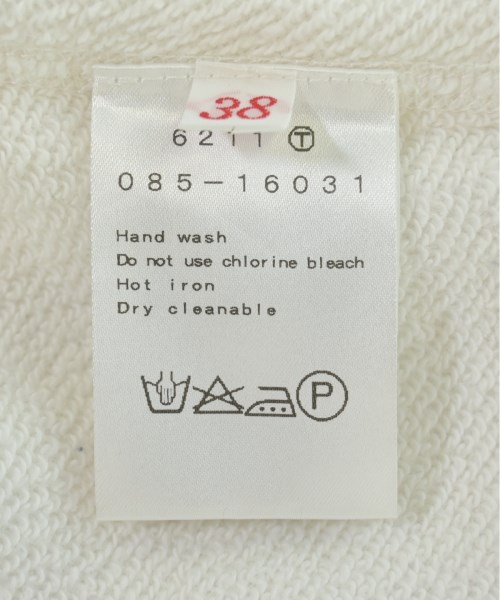 38
6211 Ⓣ
085-16031
Hand wash
Do not use chlorine bleach
Hot iron
Dry cleanable
P